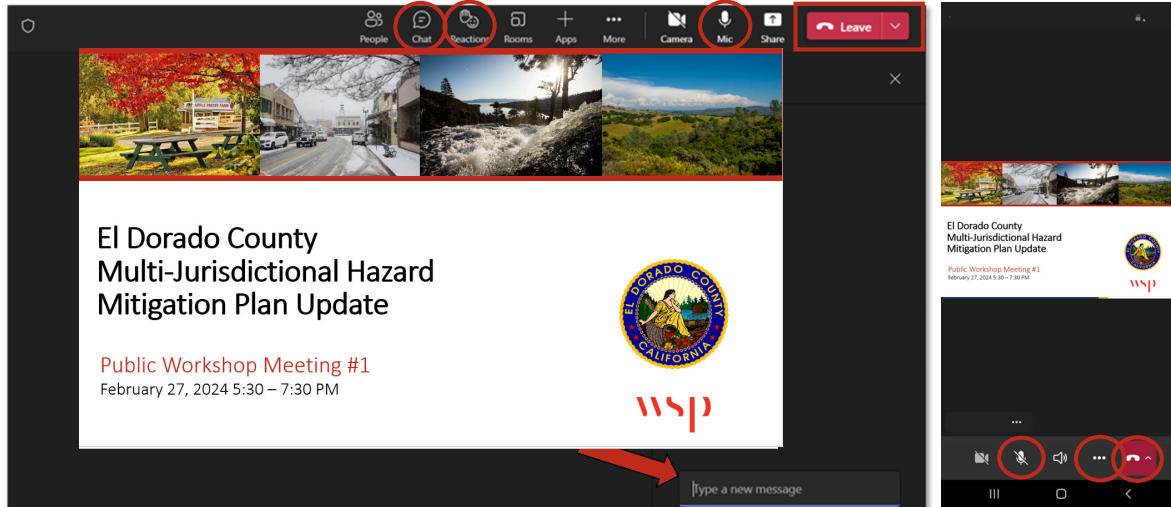 People Chat Reactions Rooms Apps More Camera Mic Share Leave
El Dorado County
Multi-Jurisdictional Hazard
Mitigation Plan Update
Public Workshop Meeting #1
February 27, 2024 5:30 – 7:30 PM
EL DORADO COUNTY
CALIFORNIA
wsp
Type a new message
El Dorado County
Multi-Jurisdictional Hazard
Mitigation Plan Update
Public Workshop Meeting #1
February 27, 2024 5:30 – 7:30 PM
wsp